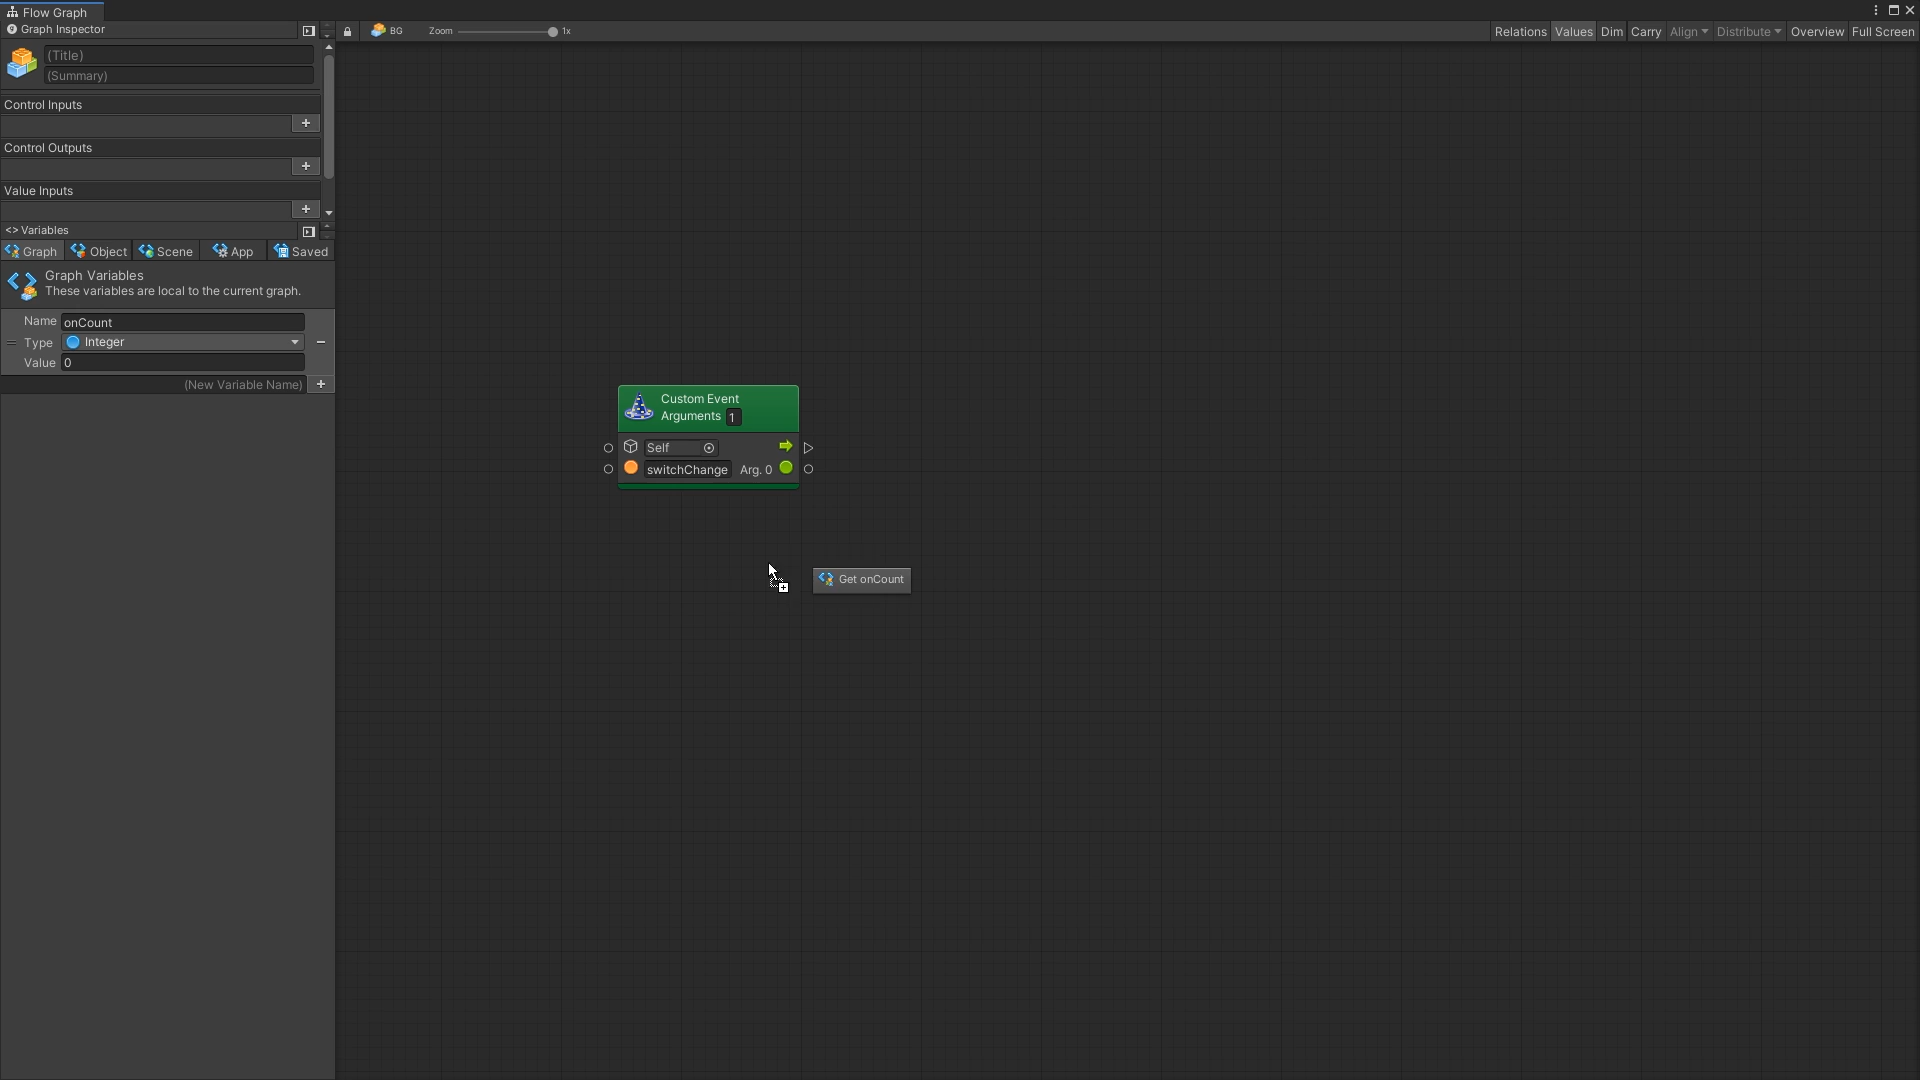 Flow Graph
Graph Inspector
(Title)
(Summary)
Control Inputs
+
Control Outputs
+
Value Inputs
+
<> Variables
Graph Object Scene App Saved
Graph Variables
These variables are local to the current graph.
Name onCount
Type Integer
Value 0
(New Variable Name) +
BG Zoom 1x
Relations Values Dim Carry Align Distribute Overview Full Screen
Custom Event
Arguments 1
Self
switchChange Arg. 0
Get onCount